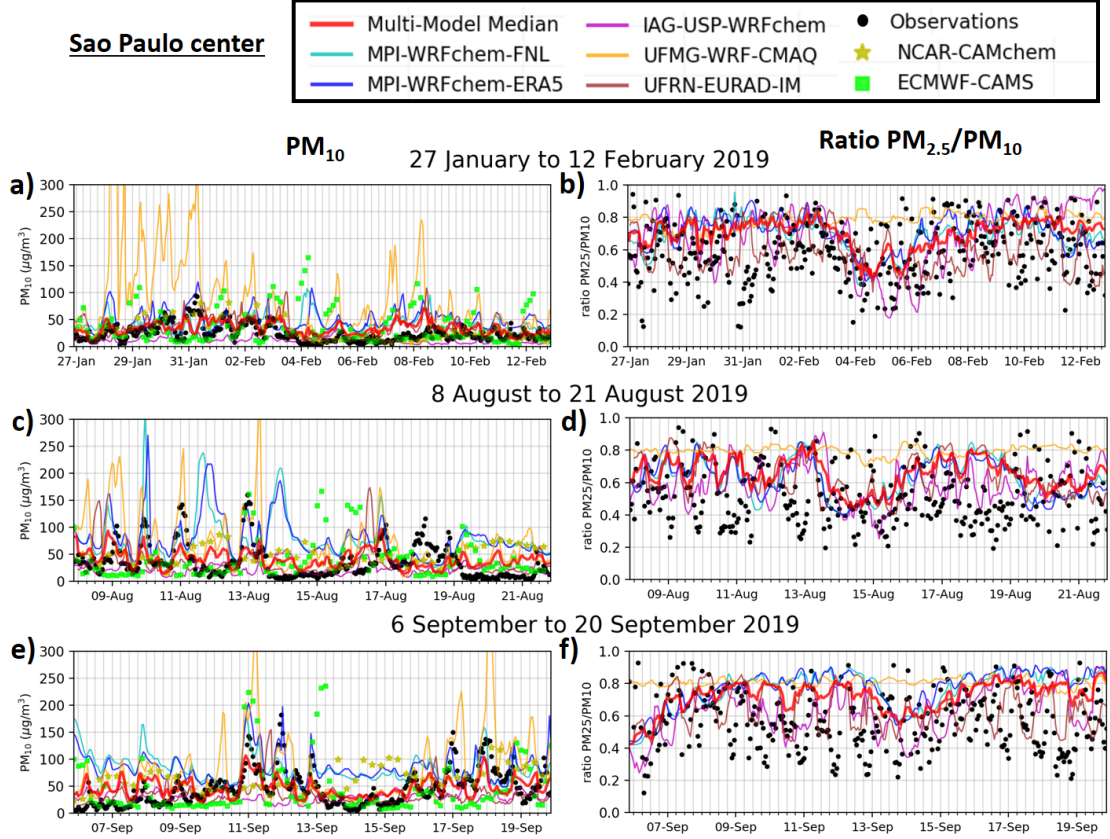 Sao Paulo center
Multi-Model Median
MPI-WRFchem-FNL
MPI-WRFchem-ERA5
IAG-USP-WRFchem
UFMG-WRF-CMAQ
UFRN-EURAD-IM
Observations
NCAR-CAMchem
ECMWF-CAMS
PM10
Ratio PM2.5/PM10
27 January to 12 February 2019
a)
300
250
200
150
100
50
0
PM10 (μg/m³)
27-Jan 29-Jan 31-Jan 02-Feb 04-Feb 06-Feb 08-Feb 10-Feb 12-Feb
b)
1.0
0.8
0.6
0.4
0.2
0.0
ratio PM25/PM10
27-Jan 29-Jan 31-Jan 02-Feb 04-Feb 06-Feb 08-Feb 10-Feb 12-Feb
8 August to 21 August 2019
c)
300
250
200
150
100
50
0
PM10 (μg/m³)
09-Aug 11-Aug 13-Aug 15-Aug 17-Aug 19-Aug 21-Aug
d)
1.0
0.8
0.6
0.4
0.2
0.0
ratio PM25/PM10
09-Aug 11-Aug 13-Aug 15-Aug 17-Aug 19-Aug 21-Aug
6 September to 20 September 2019
e)
300
250
200
150
100
50
0
PM10 (μg/m³)
07-Sep 09-Sep 11-Sep 13-Sep 15-Sep 17-Sep 19-Sep
f)
1.0
0.8
0.6
0.4
0.2
0.0
ratio PM25/PM10
07-Sep 09-Sep 11-Sep 13-Sep 15-Sep 17-Sep 19-Sep